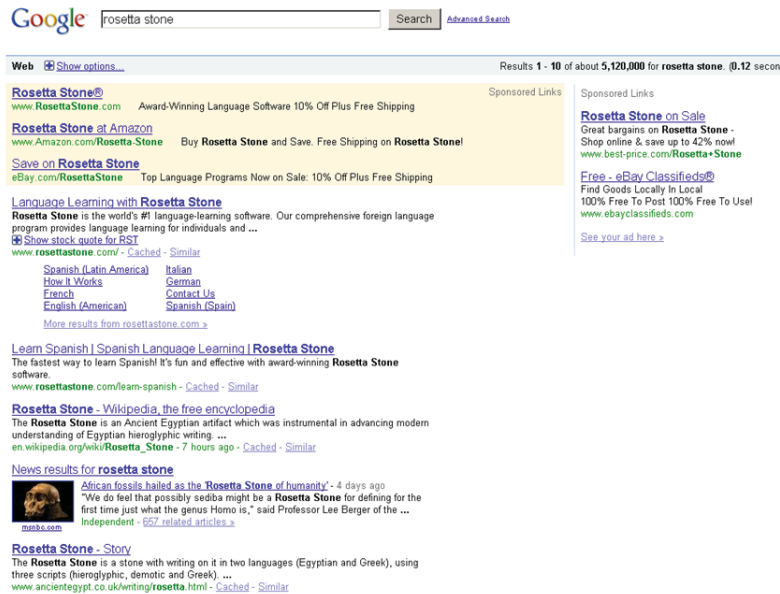 Google
rosetta stone
Search
Advanced Search
Web Show options...
Results 1 - 10 of about 5,120,000 for rosetta stone. (0.12 secon
Rosetta Stone®
Sponsored Links
www.RosettaStone.com Award-Winning Language Software 10% Off Plus Free Shipping
Rosetta Stone at Amazon
www.Amazon.com/Rosetta-Stone Buy Rosetta Stone and Save. Free Shipping on Rosetta Stone!
Save on Rosetta Stone
eBay.com/RosettaStone Top Language Programs Now on Sale: 10% Off Plus Free Shipping
Language Learning with Rosetta Stone
Rosetta Stone is the world's #1 language-learning software. Our comprehensive foreign language
program provides language learning for individuals and ...
Show stock quote for RST
www.rosettastone.com/ - Cached - Similar
Spanish (Latin America) Italian
How It Works German
French Contact Us
English (American) Spanish (Spain)
More results from rosettastone.com »
Learn Spanish | Spanish Language Learning | Rosetta Stone
The fastest way to learn Spanish! It's fun and effective with award-winning Rosetta Stone
software.
www.rosettastone.com/learn-spanish - Cached - Similar
Rosetta Stone - Wikipedia, the free encyclopedia
The Rosetta Stone is an Ancient Egyptian artifact which was instrumental in advancing modern
understanding of Egyptian hieroglyphic writing. ...
en.wikipedia.org/wiki/Rosetta_Stone - 7 hours ago - Cached - Similar
News results for rosetta stone
African fossils hailed as the 'Rosetta Stone of humanity' - 4 days ago
"We do feel that possibly sediba might be a Rosetta Stone for defining for the
first time just what the genus Homo is," said Professor Lee Berger of the ...
Independent - 657 related articles »
msnbc.com
Rosetta Stone - Story
The Rosetta Stone is a stone with writing on it in two languages (Egyptian and Greek), using
three scripts (hieroglyphic, demotic and Greek). ...
www.ancientegypt.co.uk/writing/rosetta.html - Cached - Similar
Sponsored Links
Rosetta Stone on Sale
Great bargains on Rosetta Stone -
Shop online & save up to 42% now!
www.best-price.com/Rosetta+Stone
Free - eBay Classifieds®
Find Goods Locally In Local
100% Free To Post 100% Free To Use!
www.ebayclassifieds.com
See your ad here »